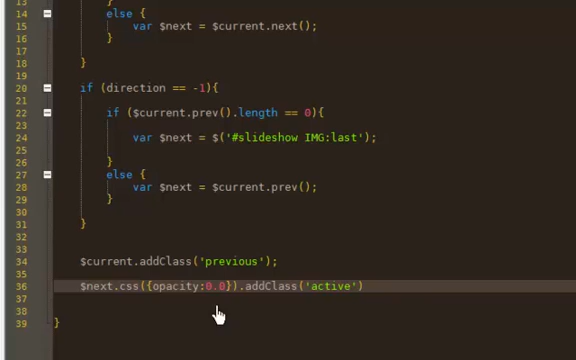 13 }
14 else {
15 var $next = $current.next();
16 }
17
18 }
19
20 if (direction == -1){
21
22 if ($current.prev().length == 0){
23
24 var $next = $('#slideshow IMG:last');
25
26 }
27 else {
28 var $next = $current.prev();
29 }
30
31 }
32
33
34 $current.addClass('previous');
35
36 $next.css({opacity:0.0}).addClass('active')
37
38
39 }